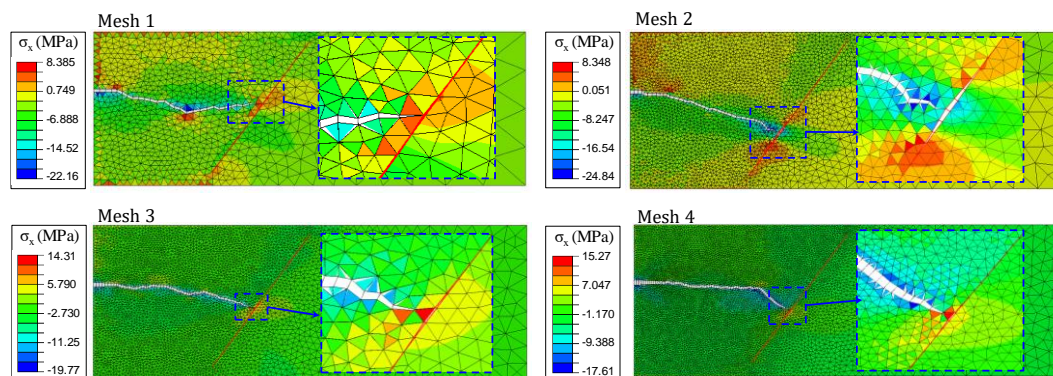 Mesh 1
σx (MPa)
8.385
0.749
-6.888
-14.52
-22.16
Mesh 2
σx (MPa)
8.348
0.051
-8.247
-16.54
-24.84
Mesh 3
σx (MPa)
14.31
5.790
-2.730
-11.25
-19.77
Mesh 4
σx (MPa)
15.27
7.047
-1.170
-9.388
-17.61